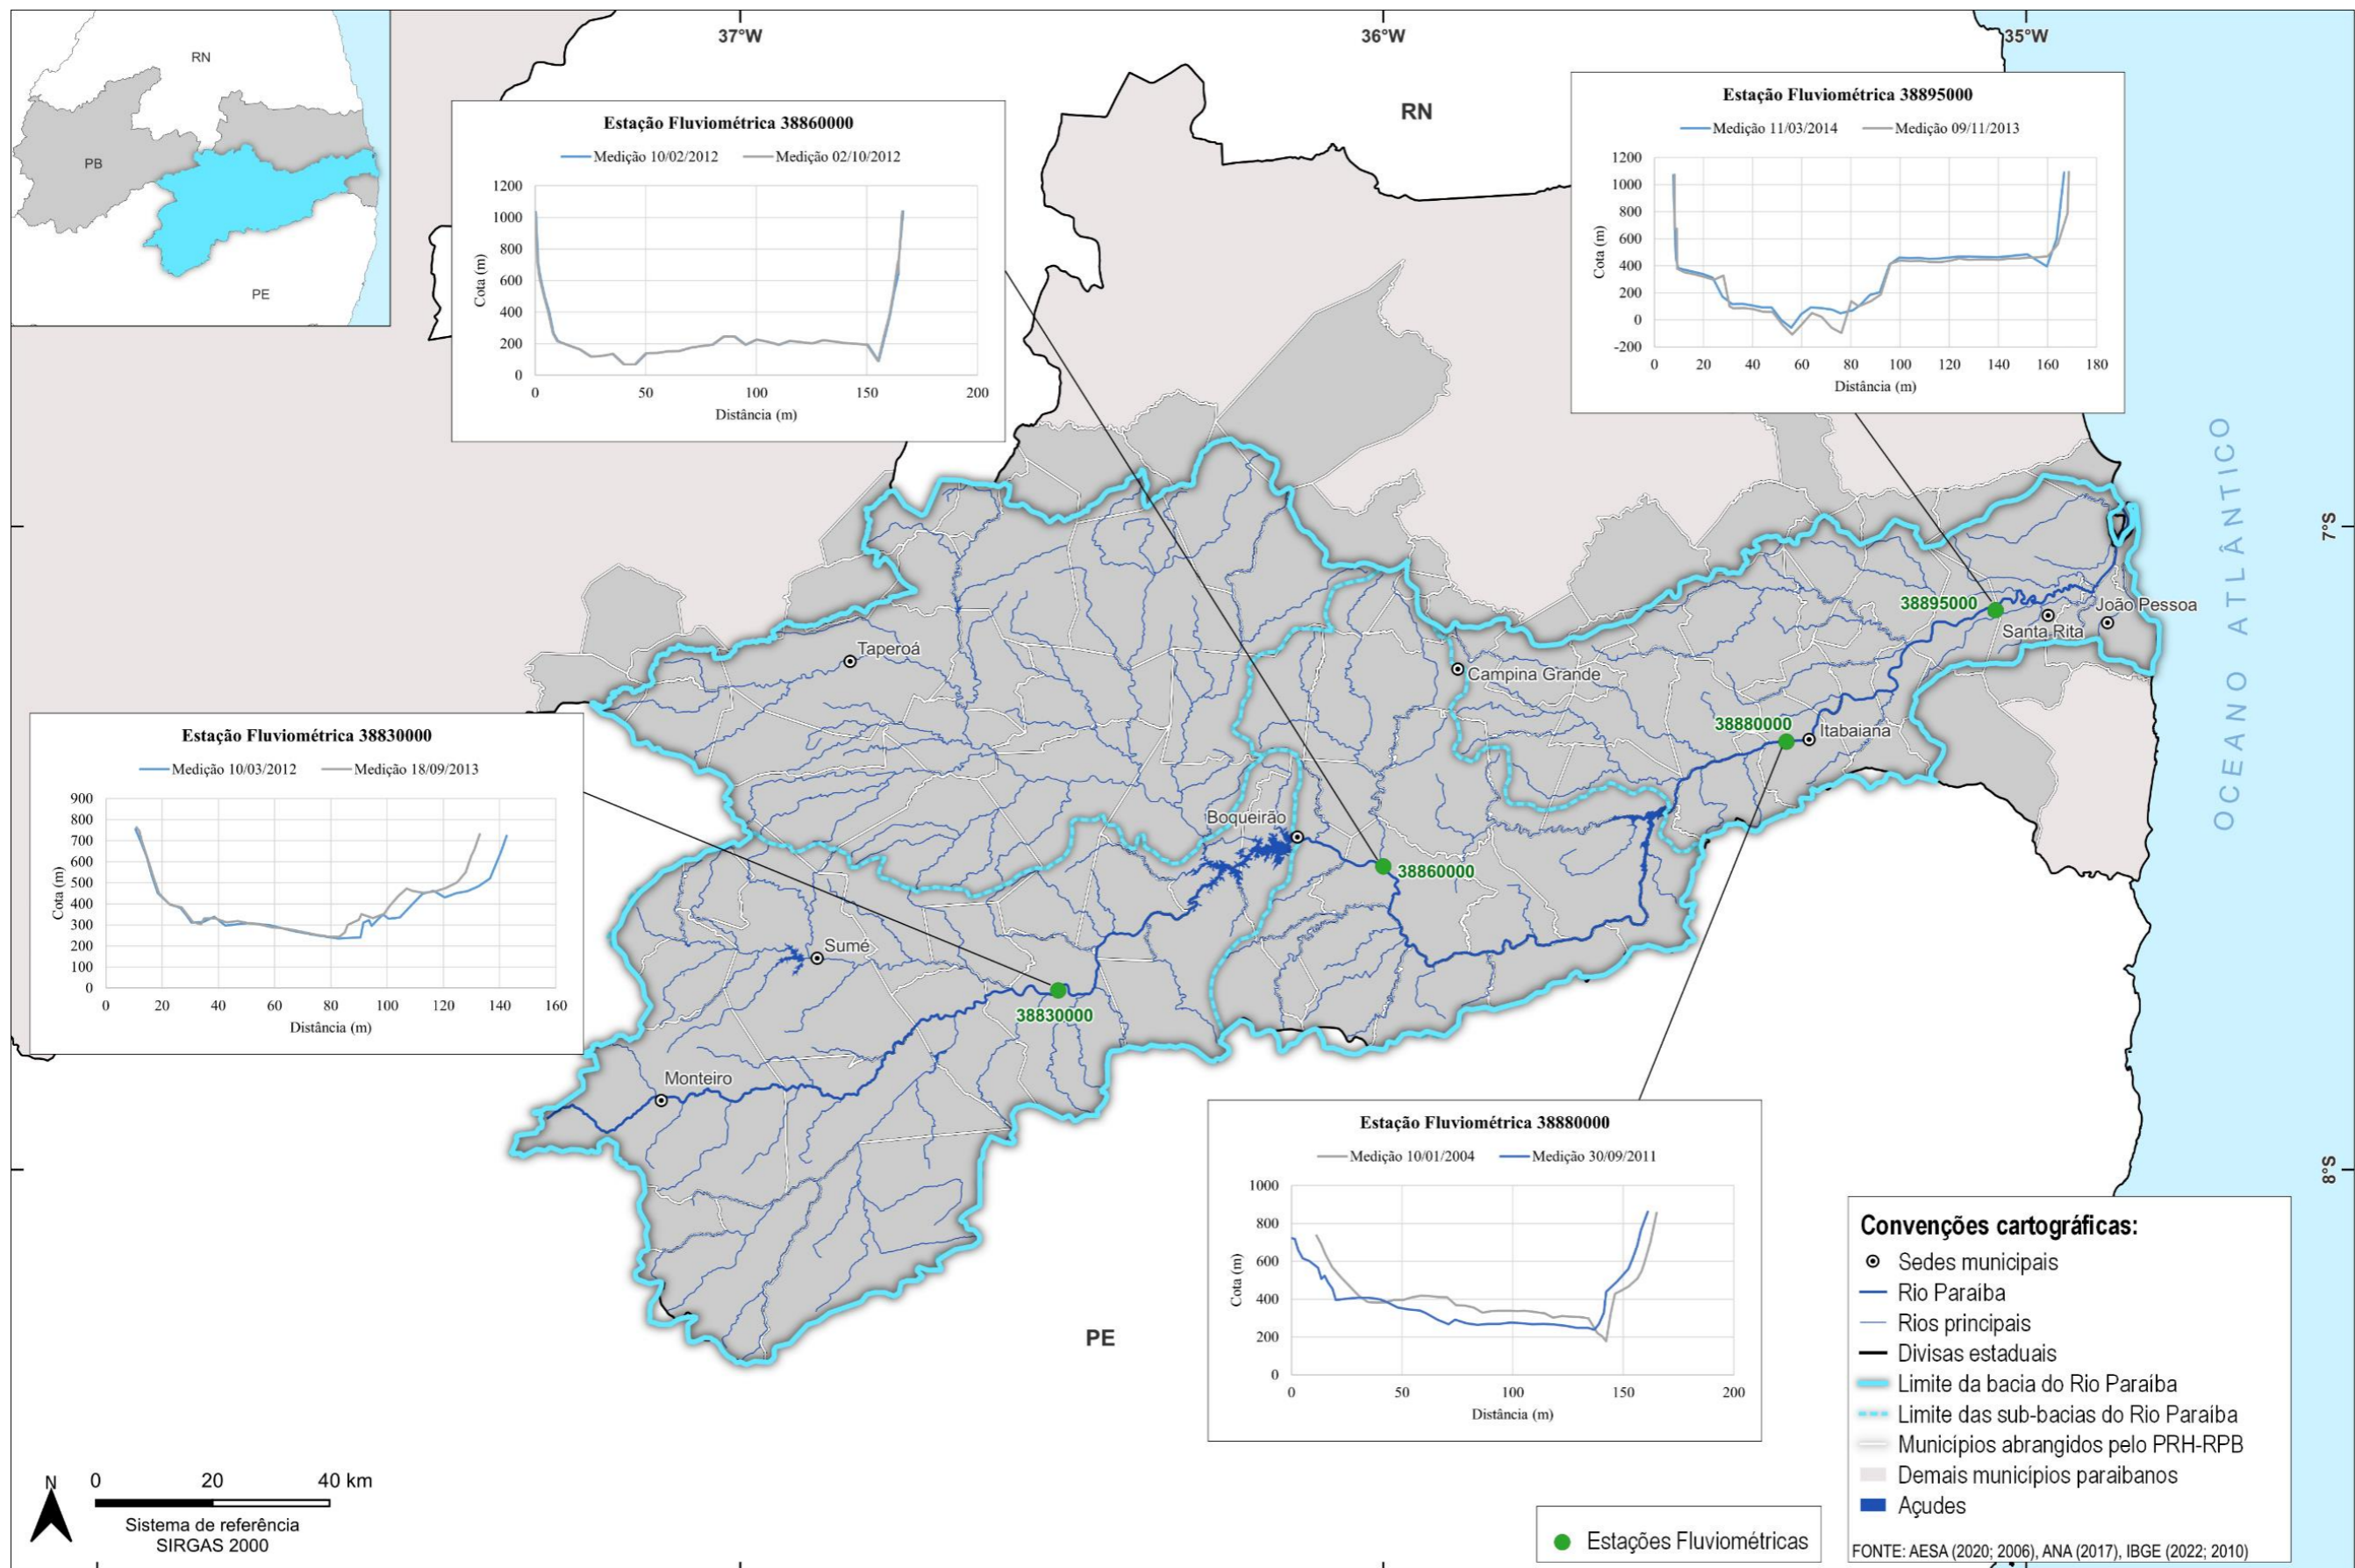 37°W
36°W
35°W
RN
PB
PE
RN
Estação Fluviométrica 38860000
Medição 10/02/2012
Medição 02/10/2012
Cota (m)
1200
1000
800
600
400
200
0
0
50
100
150
200
Distância (m)
Estação Fluviométrica 38895000
Medição 11/03/2014
Medição 09/11/2013
Cota (m)
1200
1000
800
600
400
200
0
-200
0
20
40
60
80
100
120
140
160
180
Distância (m)
OCEANO ATLÂNTICO
7°S
38895000
João Pessoa
Santa Rita
Taperoá
Campina Grande
38880000
Itabaiana
Estação Fluviométrica 38830000
Medição 10/03/2012
Medição 18/09/2013
Cota (m)
900
800
700
600
500
400
300
200
100
0
0
20
40
60
80
100
120
140
160
Distância (m)
Boqueirão
38860000
Sumé
38830000
Monteiro
8°S
Estação Fluviométrica 38880000
Medição 10/01/2004
Medição 30/09/2011
Cota (m)
1000
800
600
400
200
0
0
50
100
150
200
Distância (m)
PE
Convenções cartográficas:
Sedes municipais
Rio Paraíba
Rios principais
Divisas estaduais
Limite da bacia do Rio Paraíba
Limite das sub-bacias do Rio Paraíba
Municípios abrangidos pelo PRH-RPB
Demais municípios paraibanos
Açudes
FONTE: AESA (2020; 2006), ANA (2017), IBGE (2022; 2010)
Estações Fluviométricas
N
0
20
40 km
Sistema de referência
SIRGAS 2000